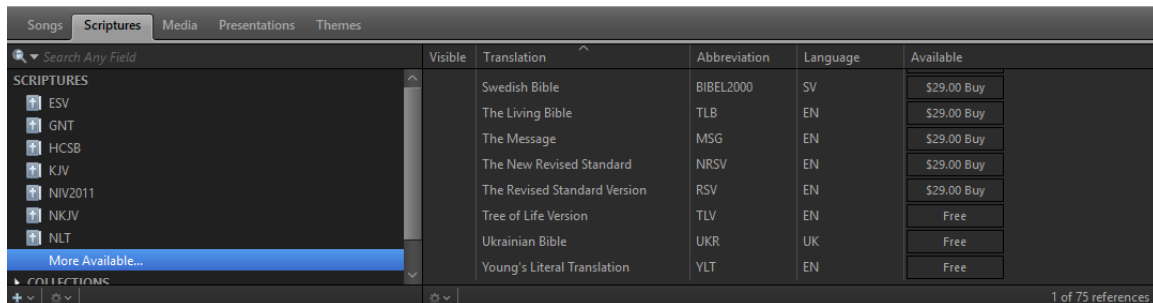 Songs Scriptures Media Presentations Themes
Search Any Field
SCRIPTURES
ESV
GNT
HCSB
KJV
NIV2011
NKJV
NLT
More Available...
COLLECTIONS
Visible Translation Abbreviation Language Available
Swedish Bible BIBEL2000 SV $29.00 Buy
The Living Bible TLB EN $29.00 Buy
The Message MSG EN $29.00 Buy
The New Revised Standard NRSV EN $29.00 Buy
The Revised Standard Version RSV EN $29.00 Buy
Tree of Life Version TLV EN Free
Ukrainian Bible UKR UK Free
Young's Literal Translation YLT EN Free
1 of 75 references